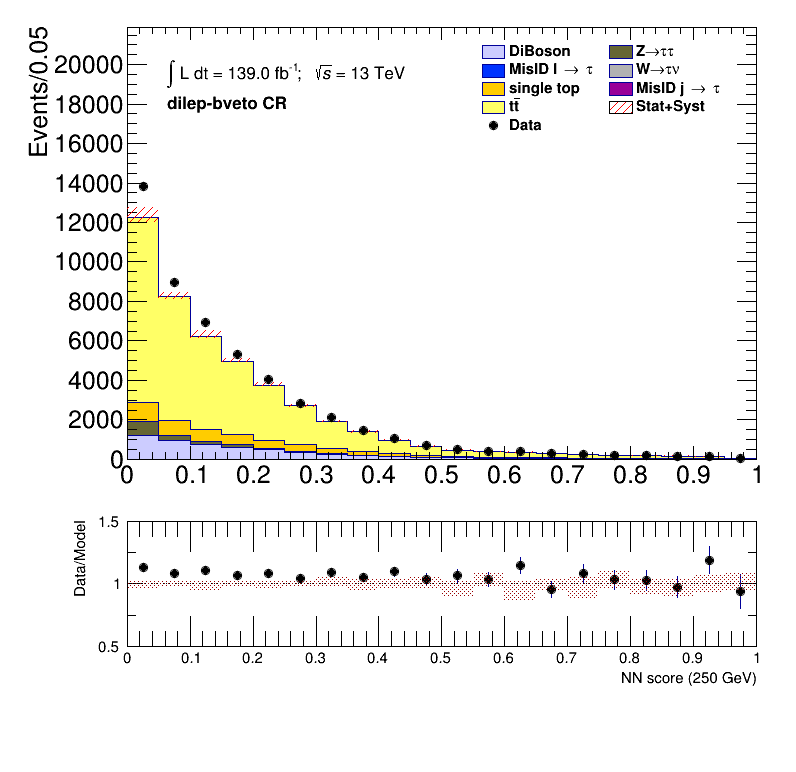 Events/0.05
20000
18000
16000
14000
12000
10000
8000
6000
4000
2000
0
∫ L dt = 139.0 fb⁻¹; √s = 13 TeV
dilep-bveto CR
DiBoson
MisID l → τ
single top
tt̄
Data
Z→ττ
W→τν
MisID j → τ
Stat+Syst
0 0.1 0.2 0.3 0.4 0.5 0.6 0.7 0.8 0.9 1
Data/Model
1.5
1
0.5
0 0.1 0.2 0.3 0.4 0.5 0.6 0.7 0.8 0.9 1
NN score (250 GeV)